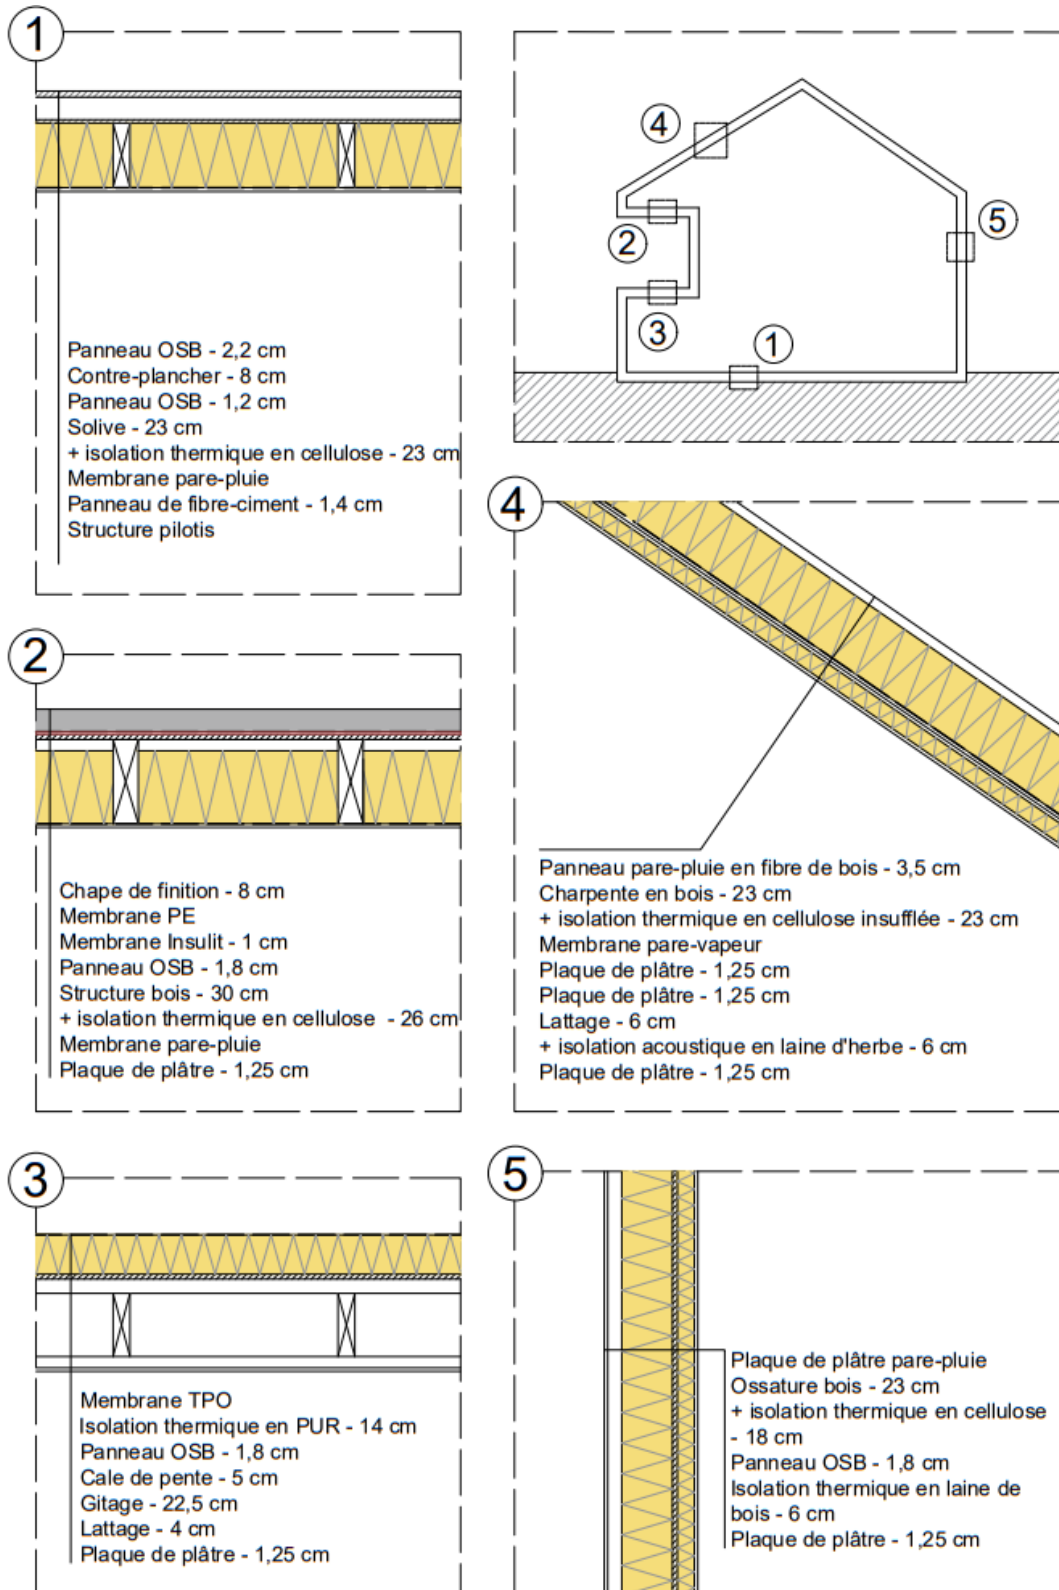 1
Panneau OSB - 2,2 cm
Contre-plancher - 8 cm
Panneau OSB - 1,2 cm
Solive - 23 cm
+ isolation thermique en cellulose - 23 cm
Membrane pare-pluie
Panneau de fibre-ciment - 1,4 cm
Structure pilotis
4
5
2
3
1
2
Chape de finition - 8 cm
Membrane PE
Membrane Insulit - 1 cm
Panneau OSB - 1,8 cm
Structure bois - 30 cm
+ isolation thermique en cellulose - 26 cm
Membrane pare-pluie
Plaque de plâtre - 1,25 cm
4
Panneau pare-pluie en fibre de bois - 3,5 cm
Charpente en bois - 23 cm
+ isolation thermique en cellulose insufflée - 23 cm
Membrane pare-vapeur
Plaque de plâtre - 1,25 cm
Plaque de plâtre - 1,25 cm
Lattage - 6 cm
+ isolation acoustique en laine d'herbe - 6 cm
Plaque de plâtre - 1,25 cm
3
Membrane TPO
Isolation thermique en PUR - 14 cm
Panneau OSB - 1,8 cm
Cale de pente - 5 cm
Gitage - 22,5 cm
Lattage - 4 cm
Plaque de plâtre - 1,25 cm
5
Plaque de plâtre pare-pluie
Ossature bois - 23 cm
+ isolation thermique en cellulose
- 18 cm
Panneau OSB - 1,8 cm
Isolation thermique en laine de
bois - 6 cm
Plaque de plâtre - 1,25 cm